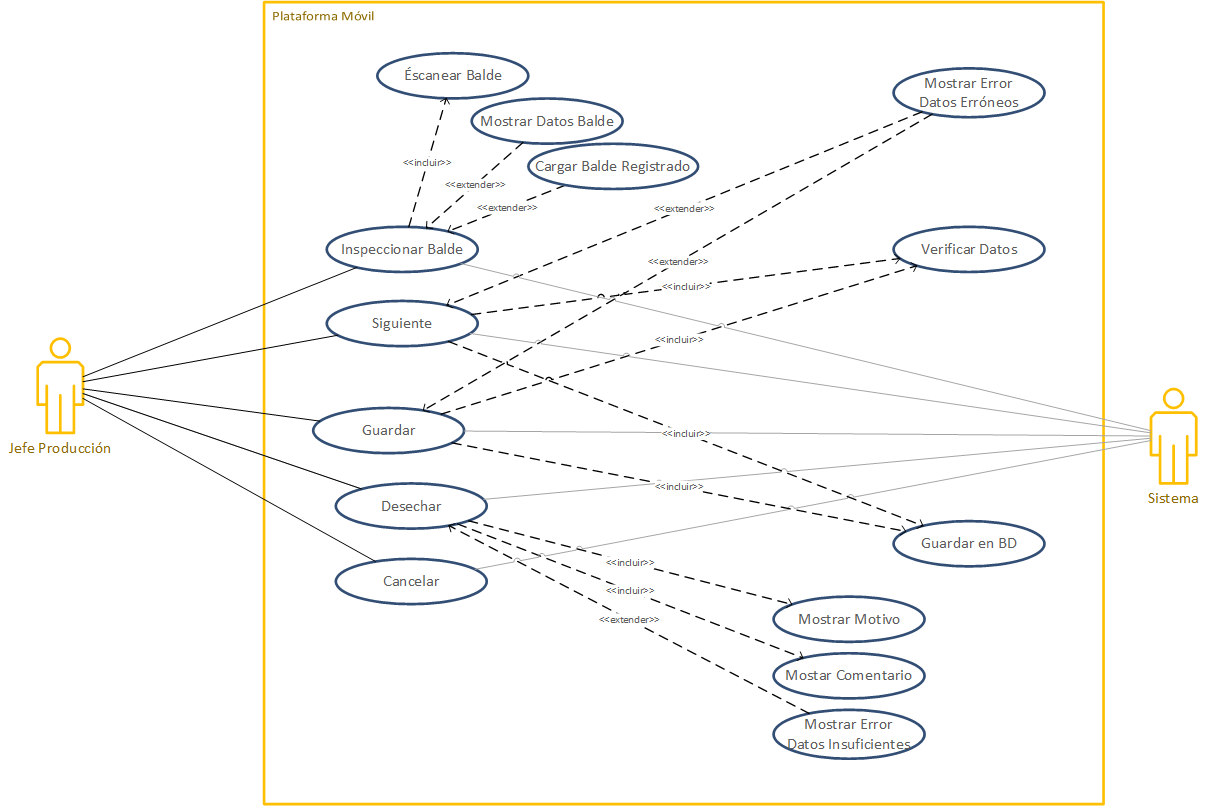 Plataforma Móvil
Éscanear Balde
Mostrar Error
Datos Erróneos
Mostrar Datos Balde
<<incluir>>
Cargar Balde Registrado
<<extender>>
<<extender>>
<<extender>>
Inspeccionar Balde
Verificar Datos
<<extender>>
<<incluir>>
Siguiente
<<incluir>>
Jefe Producción
Guardar
<<incluir>>
<<incluir>>
Sistema
Desechar
Guardar en BD
<<incluir>>
Cancelar
<<incluir>>
<<extender>>
Mostrar Motivo
Mostar Comentario
Mostrar Error
Datos Insuficientes